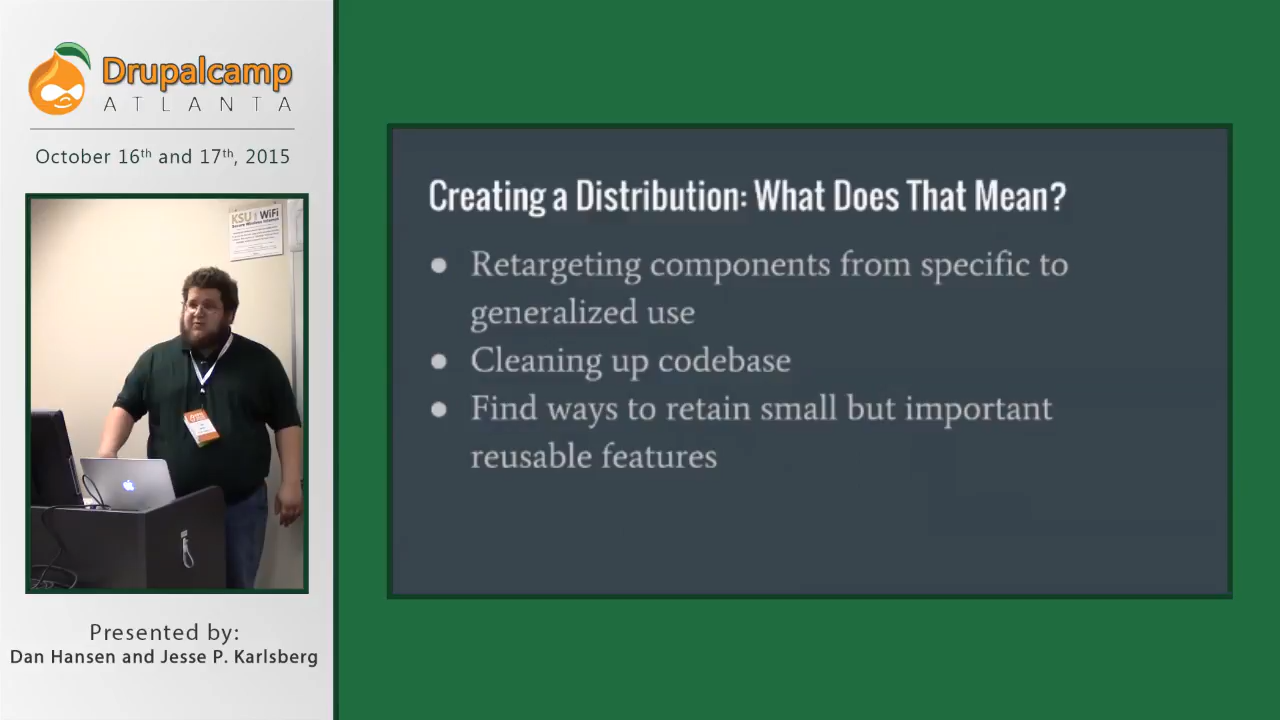 Drupalcamp
ATLANTA
October 16th and 17th, 2015
KSU WiFi
Presented by:
Dan Hansen and Jesse P. Karlsberg
Creating a Distribution: What Does That Mean?
● Retargeting components from specific to
generalized use
● Cleaning up codebase
● Find ways to retain small but important
reusable features